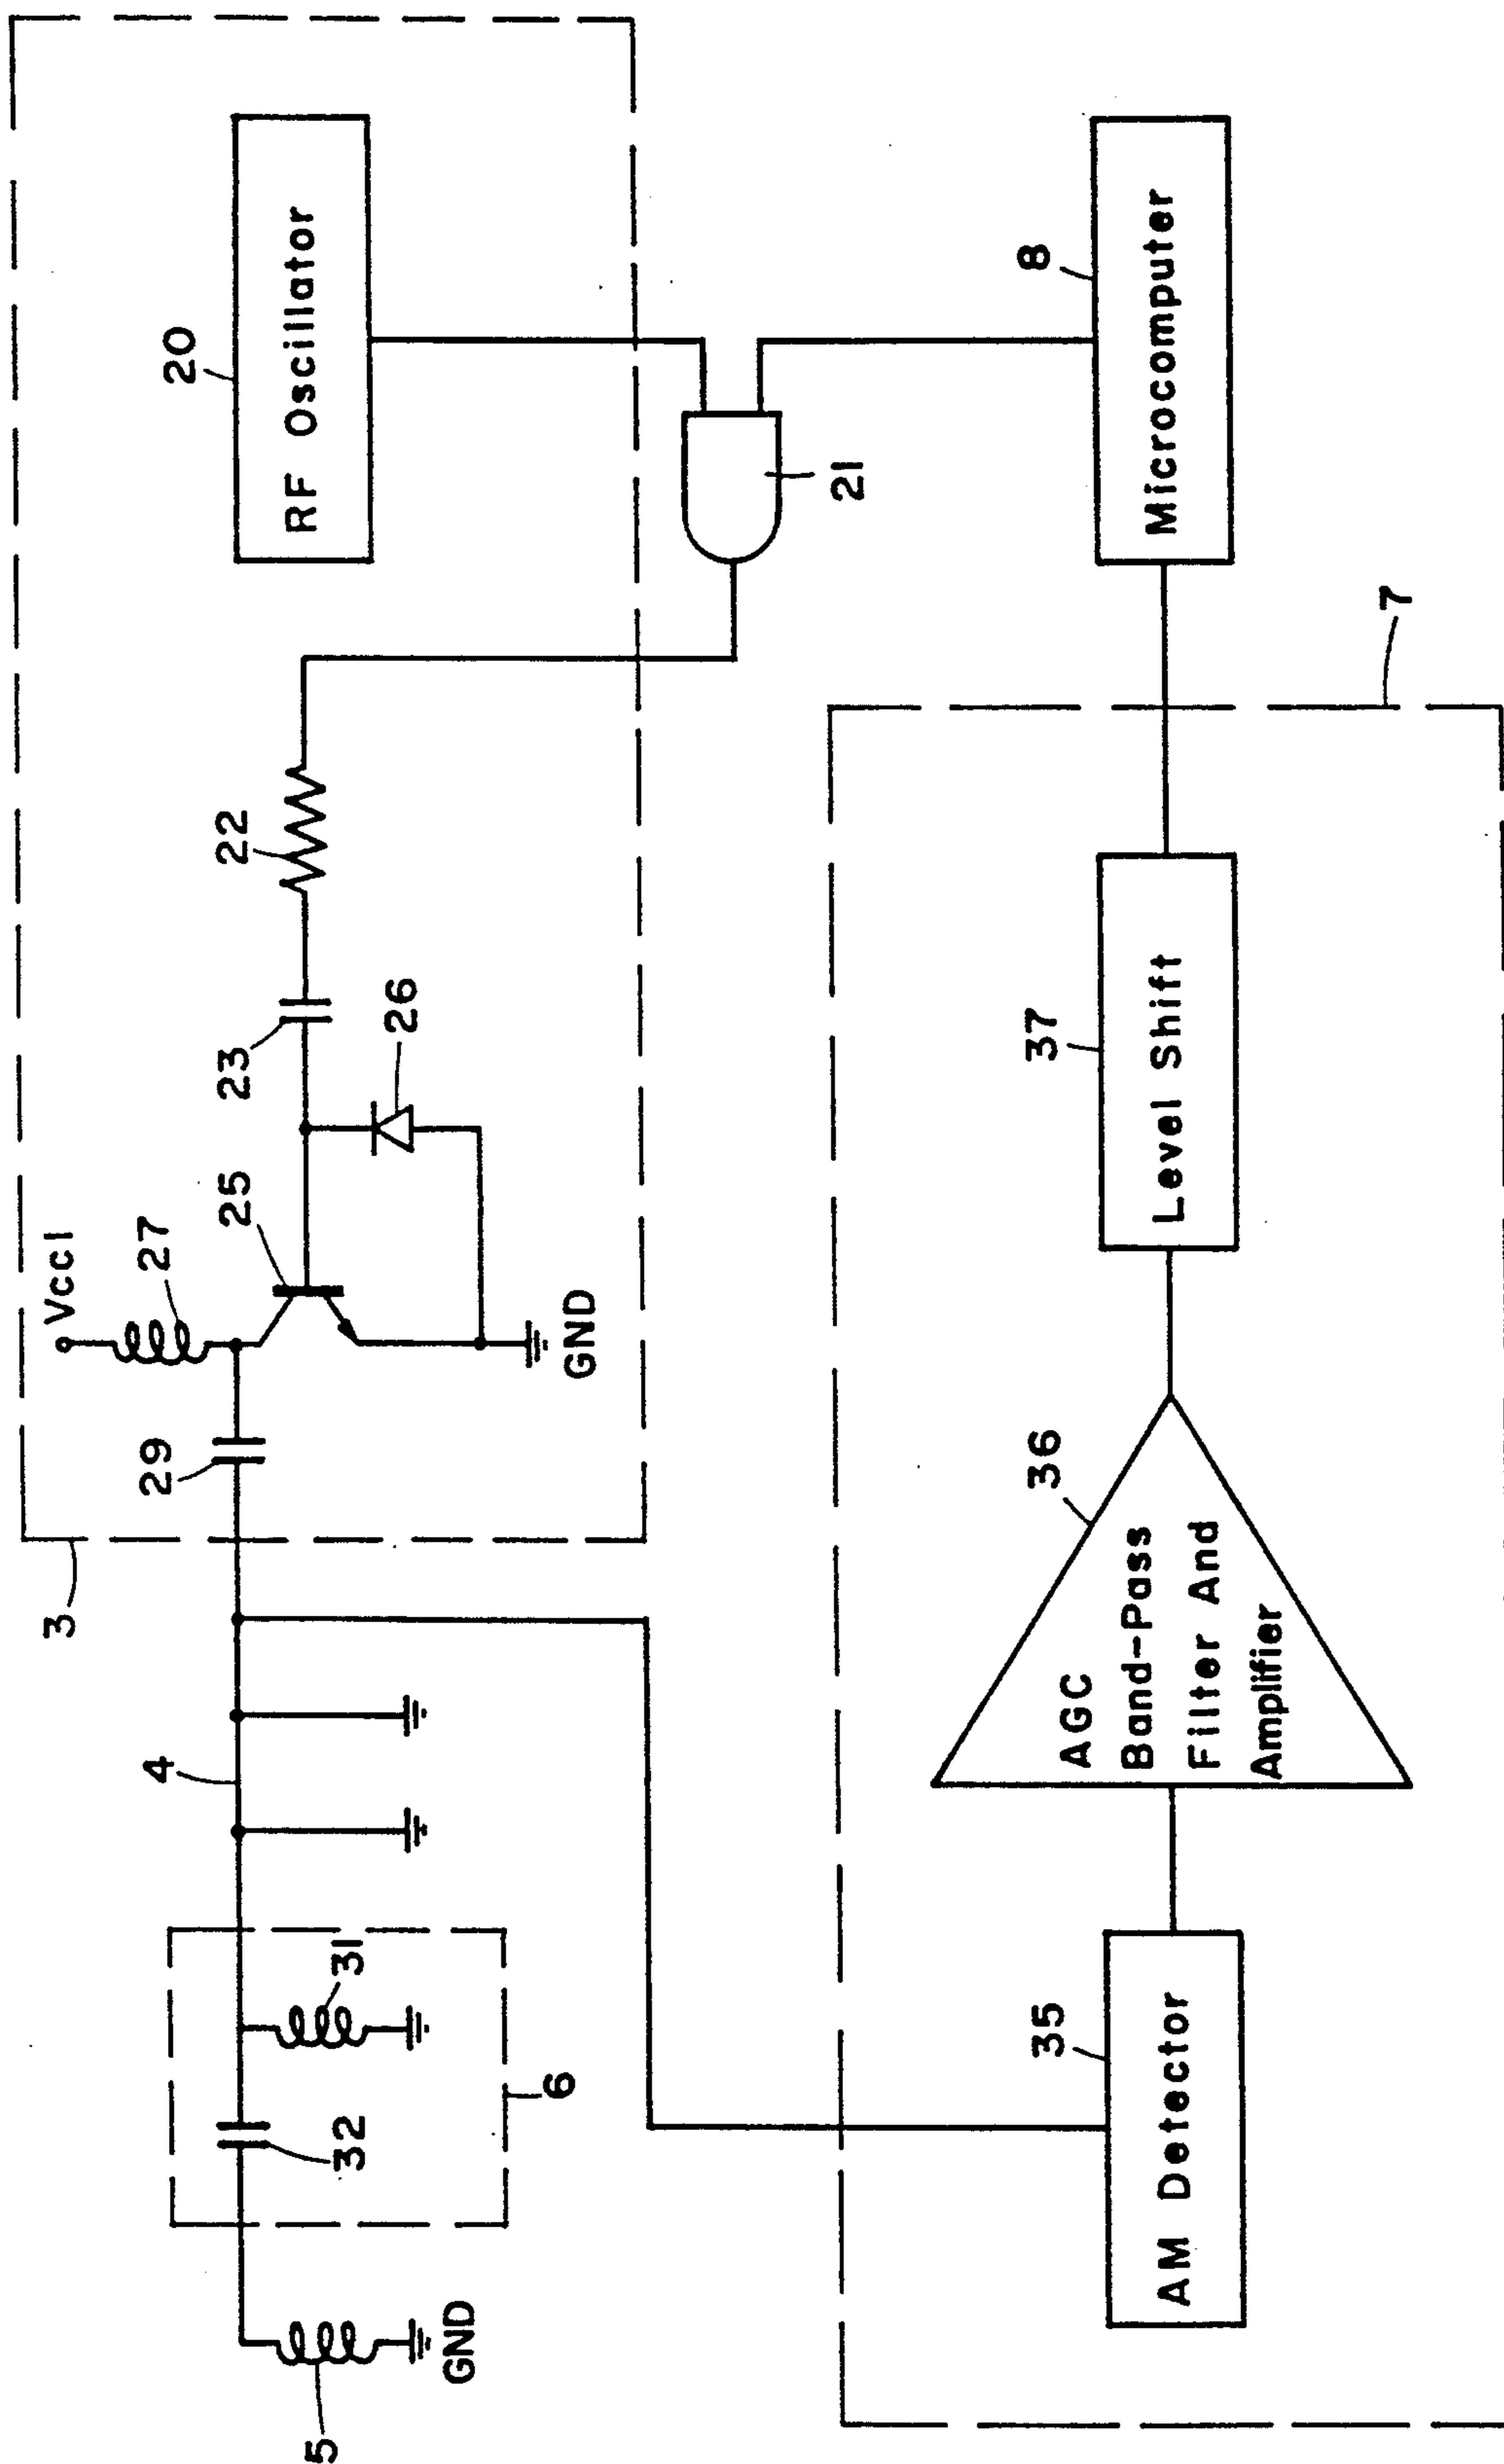 3
Vcc1
27
29
25
23
26
22
20
RF Oscillator
GND
21
4
6
31
32
5
GND
8
Microcomputer
7
35
AM Detector
36
AGC
Band-Pass
Filter And
Amplifier
37
Level Shift